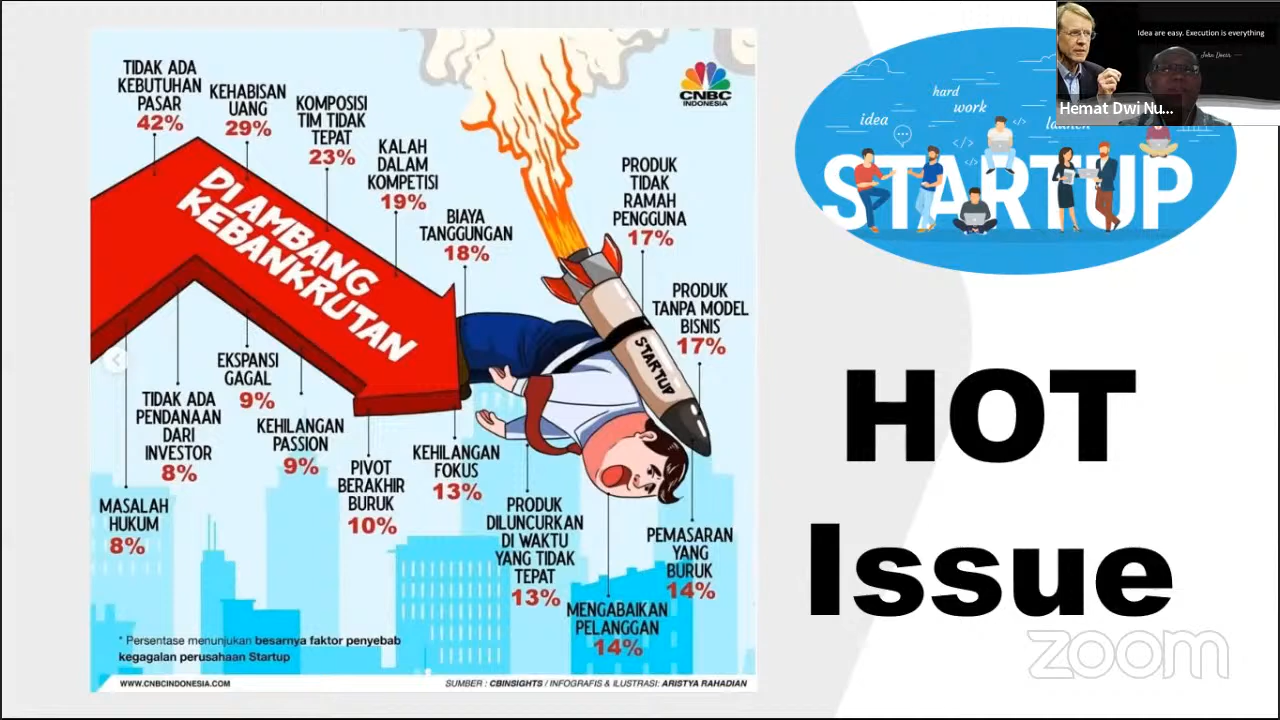 TIDAK ADA
KEBUTUHAN
PASAR
42%
KEHABISAN
UANG
29%
KOMPOSISI
TIM TIDAK
TEPAT
23%
KALAH
DALAM
KOMPETISI
19%
BIAYA
TANGGUNGAN
18%
PRODUK
TIDAK
RAMAH
PENGGUNA
17%
PRODUK
TANPA MODEL
BISNIS
17%
CNBC
INDONESIA
DI AMBANG
KEBANKRUTAN
STARTUP
MASALAH
HUKUM
8%
TIDAK ADA
PENDANAAN
DARI
INVESTOR
8%
EKSPANSI
GAGAL
9%
KEHILANGAN
PASSION
9%
PIVOT
BERAKHIR
BURUK
10%
KEHILANGAN
FOKUS
13%
PRODUK
DILUNCURKAN
DI WAKTU
YANG TIDAK
TEPAT
13%
MENGABAIKAN
PELANGGAN
14%
PEMASARAN
YANG
BURUK
14%
* Persentase menunjukan besarnya faktor penyebab
kegagalan perusahaan Startup
WWW.CNBCINDONESIA.COM
SUMBER : CBINSIGHTS / INFOGRAFIS & ILUSTRASI: ARISTYA RAHADIAN
idea
hard
work
launch
</>
</>
STARTUP
Idea are easy. Execution is everything
John Doerr
Hemat Dwi Nu...
HOT
Issue
zoom